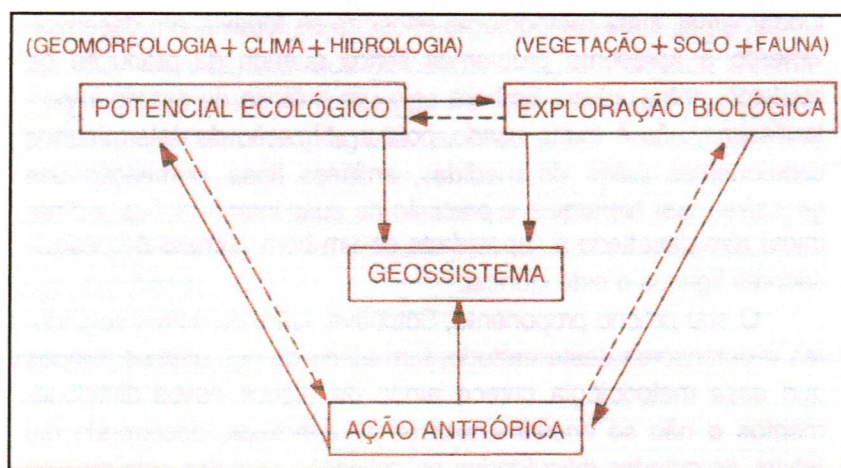 (GEOMORFOLOGIA + CLIMA + HIDROLOGIA) (VEGETAÇÃO + SOLO + FAUNA)
POTENCIAL ECOLÓGICO EXPLORAÇÃO BIOLÓGICA
GEOSSISTEMA
AÇÃO ANTRÓPICA